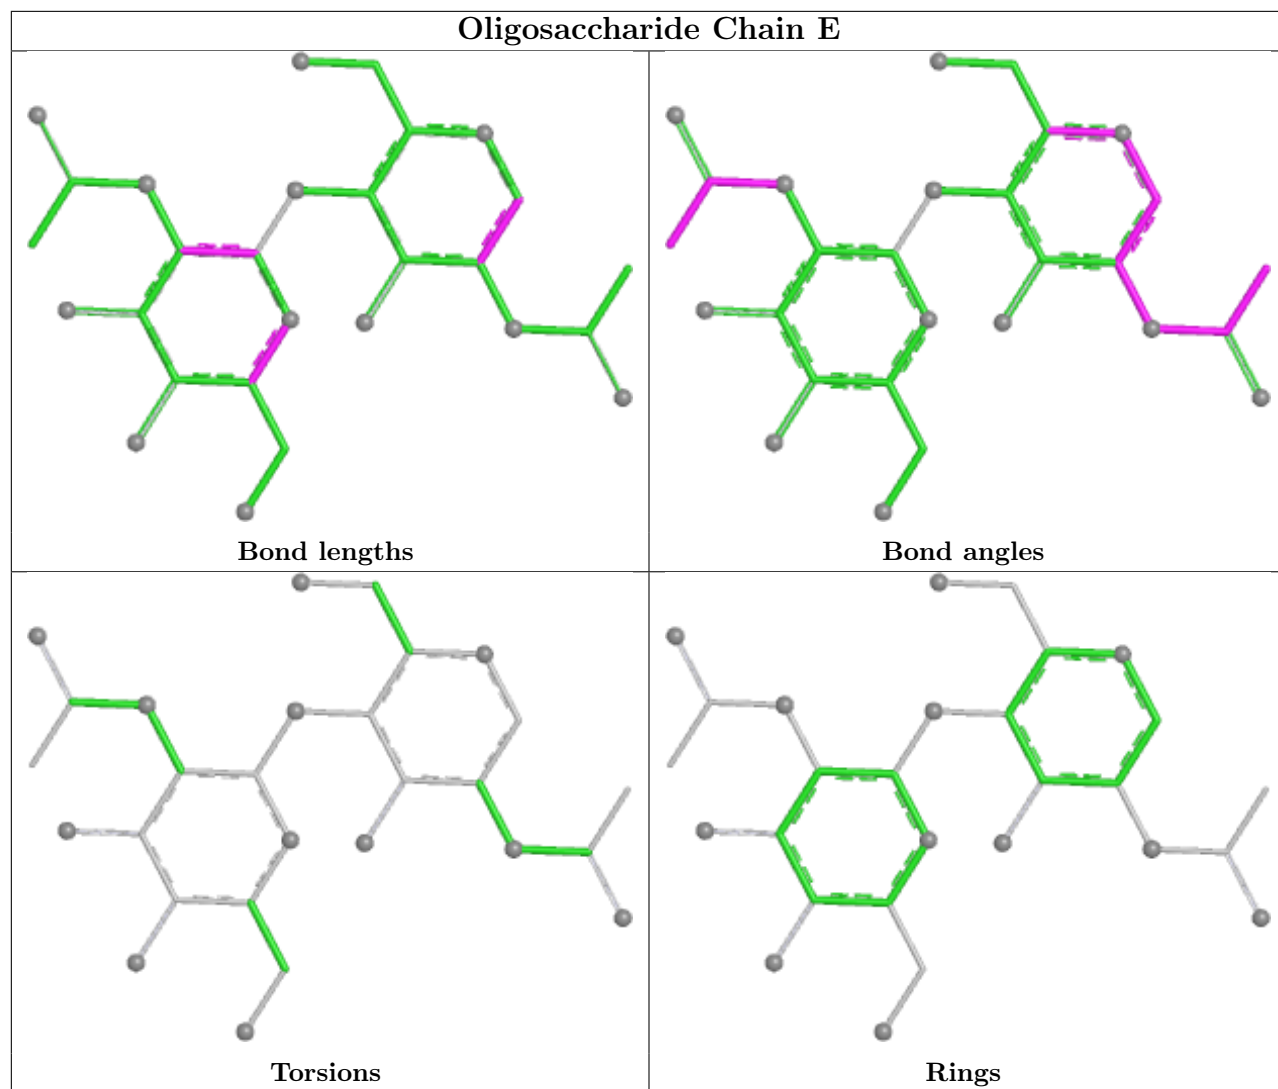 Oligosaccharide Chain E
Bond lengths
Bond angles
Torsions
Rings